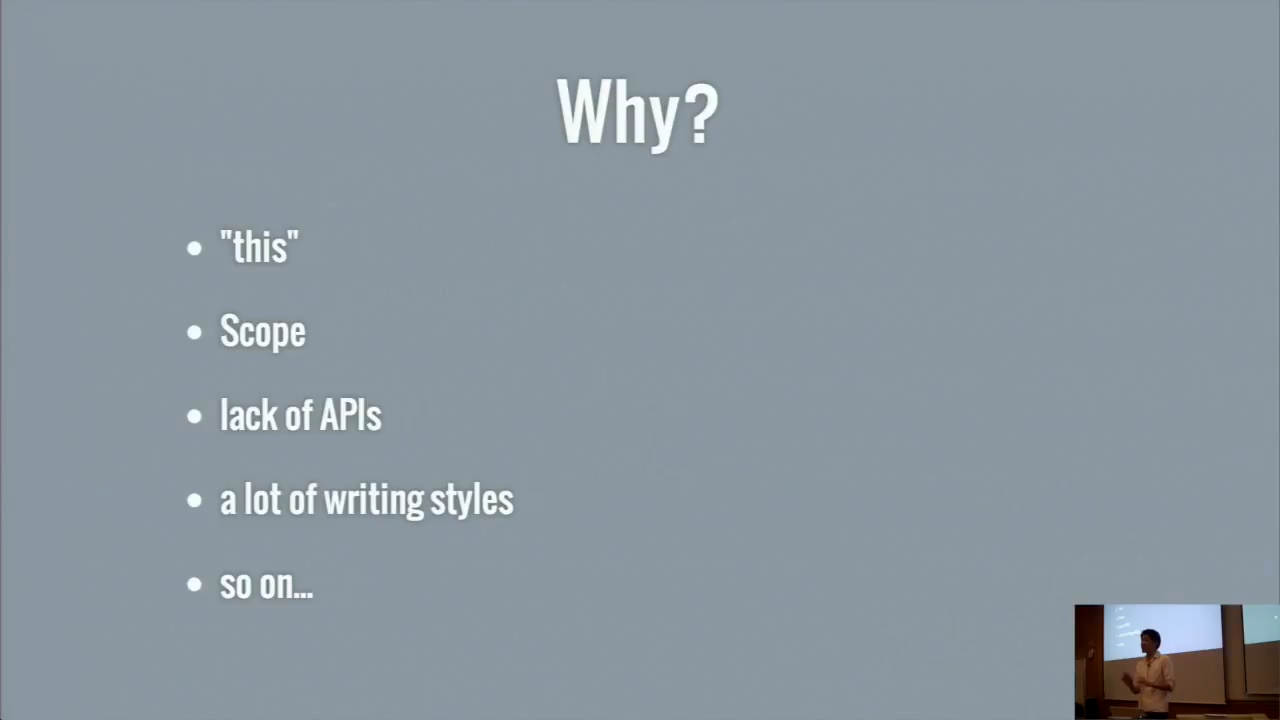 Why?
"this"
Scope
lack of APIs
a lot of writing styles
so on...